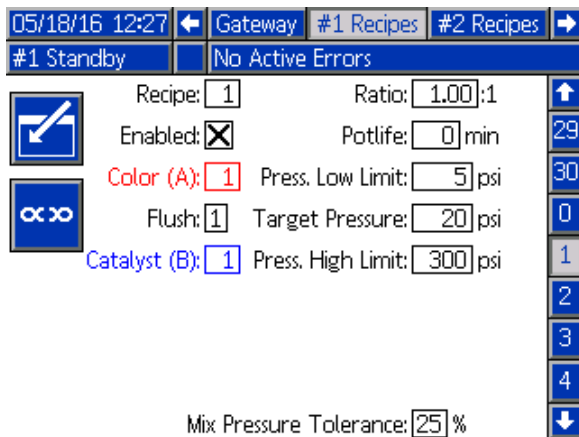 05/18/16 12:27 Gateway #1 Recipes #2 Recipes
#1 Standby No Active Errors
Recipe: 1 Ratio: 1.00 :1
Enabled: Potlife: 0 min
Color (A): 1 Press. Low Limit: 5 psi
Flush: 1 Target Pressure: 20 psi
Catalyst (B): 1 Press. High Limit: 300 psi
Mix Pressure Tolerance: 25 %
29
30
0
1
2
3
4